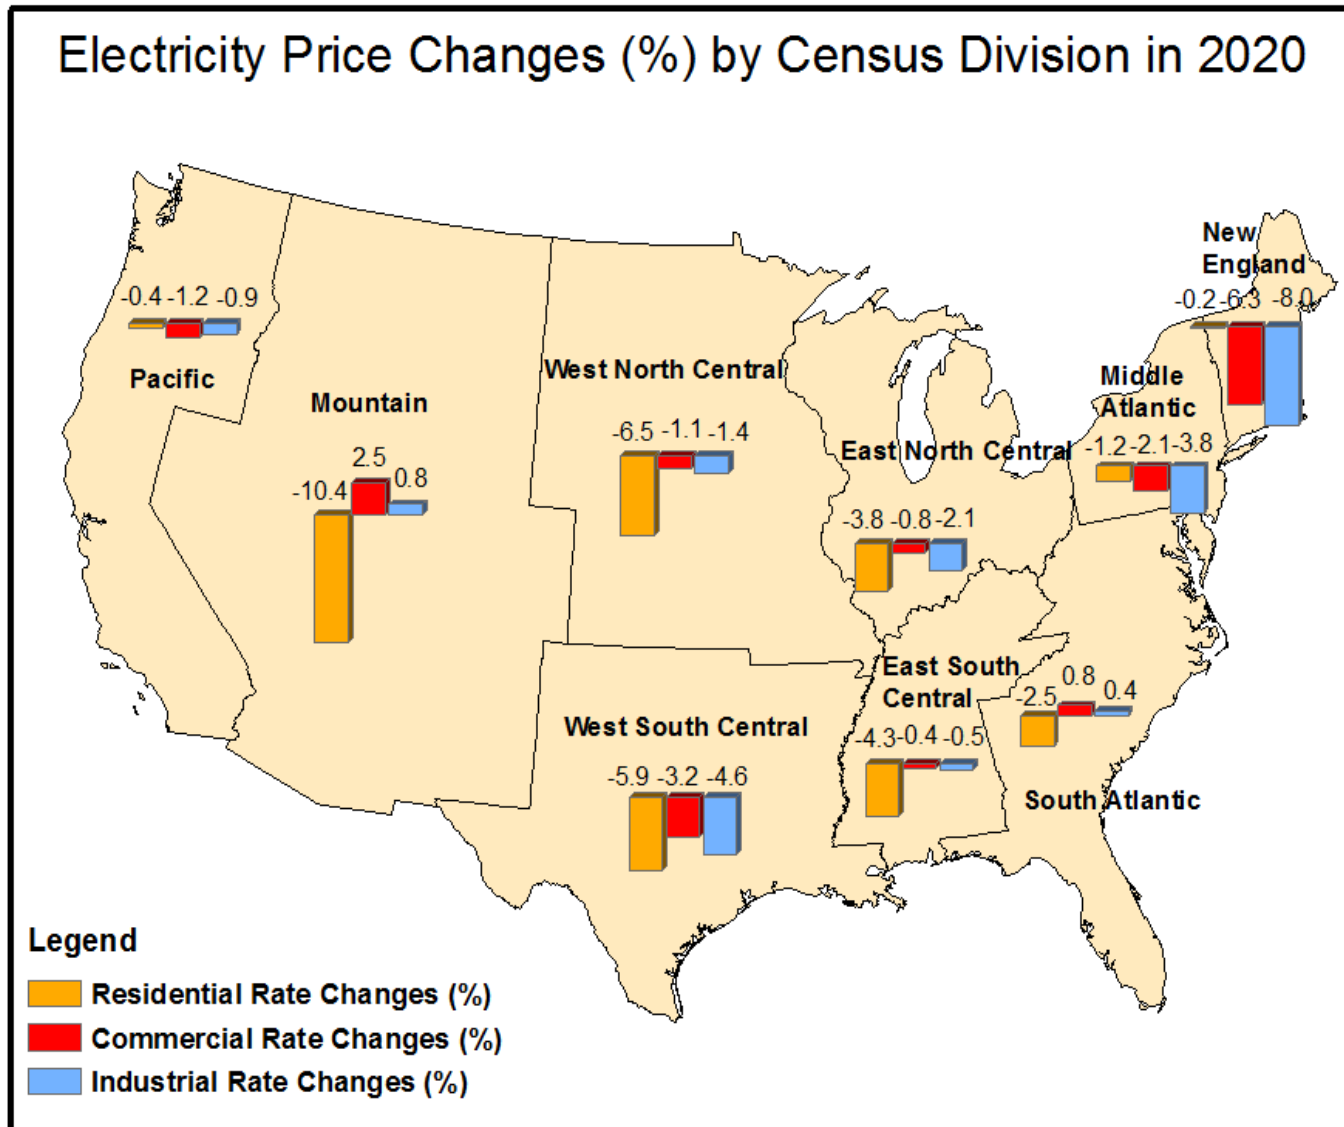 Electricity Price Changes (%) by Census Division in 2020
New
England
-0.2 -6.3 -8.0
-0.4 -1.2 -0.9
Pacific
Mountain
2.5
-10.4 0.8
West North Central
-6.5 -1.1 -1.4
Middle
Atlantic
-1.2 -2.1 -3.8
East North Central
-3.8 -0.8 -2.1
East South
Central
-4.3 -0.4 -0.5
0.8
-2.5 0.4
South Atlantic
West South Central
-5.9 -3.2 -4.6
Legend
Residential Rate Changes (%)
Commercial Rate Changes (%)
Industrial Rate Changes (%)